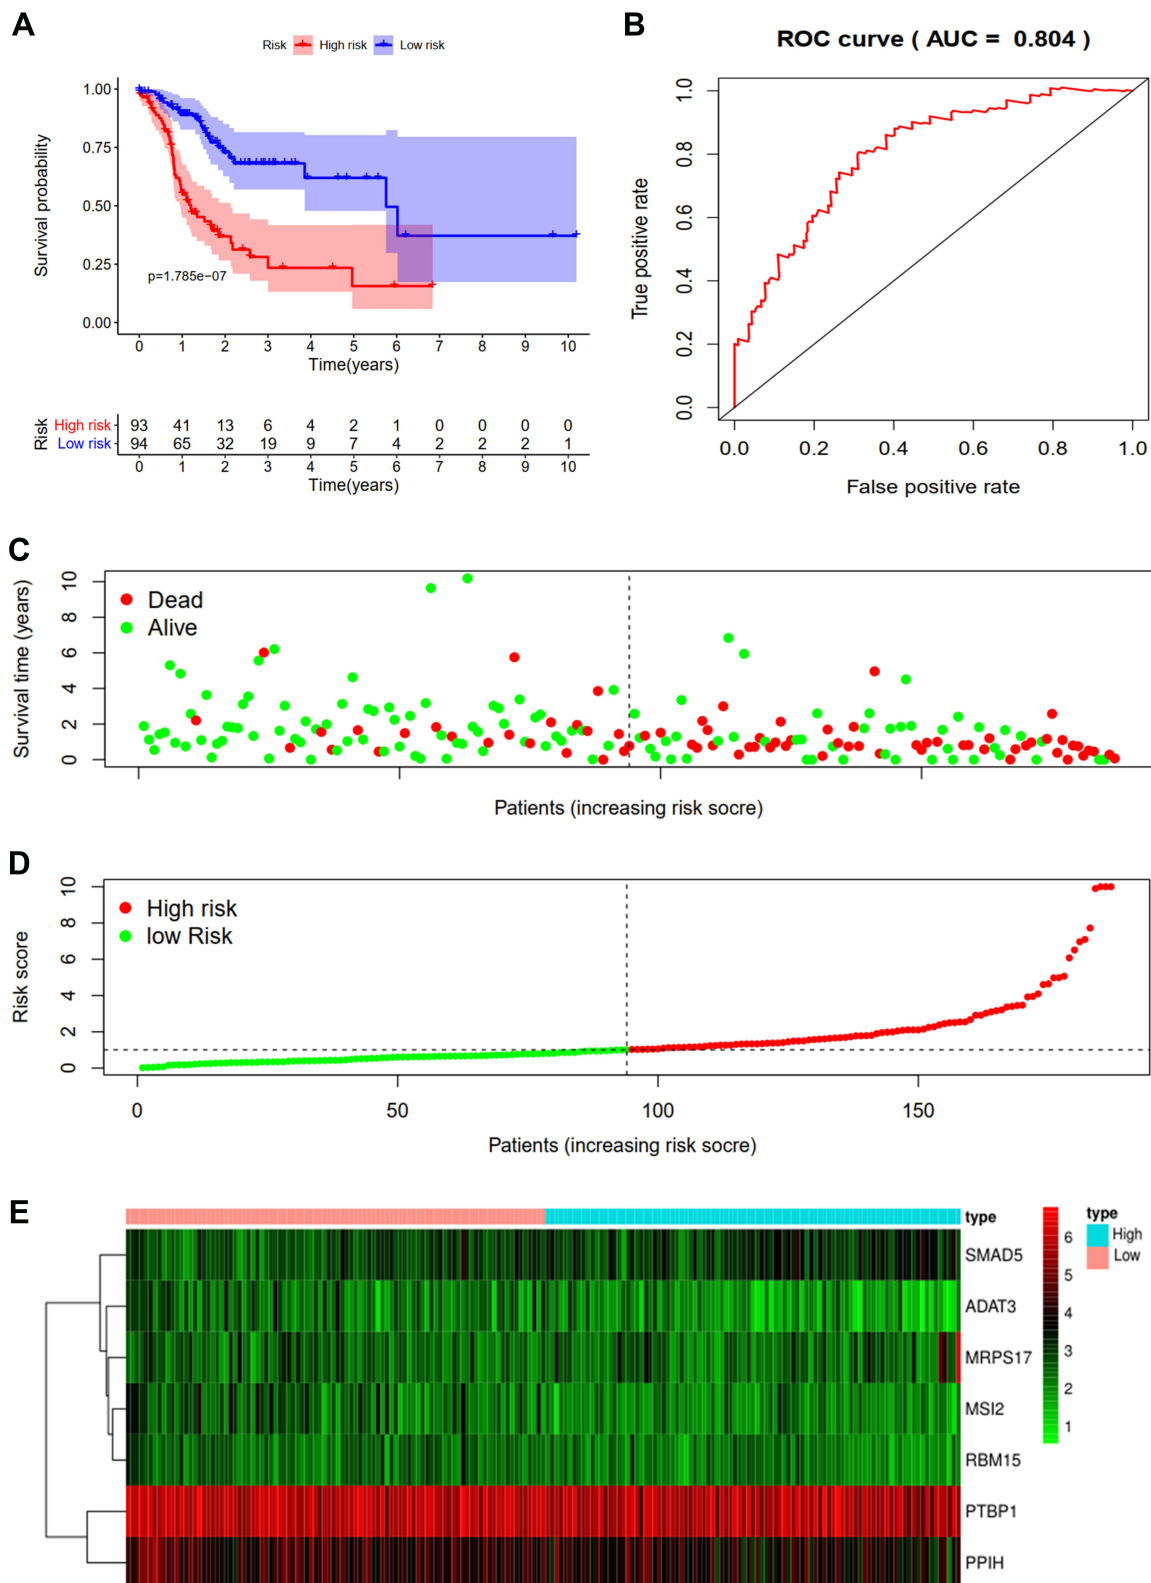 A
Risk High risk Low risk
Survival probability
1.00
0.75
0.50
0.25
0.00
p=1.785e−07
0 1 2 3 4 5 6 7 8 9 10
Time(years)
Risk
High risk 93 41 13 6 4 2 1 0 0 0 0
Low risk 94 65 32 19 9 7 4 2 2 2 1
0 1 2 3 4 5 6 7 8 9 10
Time(years)
B
ROC curve ( AUC = 0.804 )
True positive rate
1.0
0.8
0.6
0.4
0.2
0.0
0.0 0.2 0.4 0.6 0.8 1.0
False positive rate
C
Survival time (years)
10
8
6
4
2
0
Dead
Alive
Patients (increasing risk socre)
D
Risk score
10
8
6
4
2
0
High risk
low Risk
0 50 100 150
Patients (increasing risk socre)
E
type
SMAD5
ADAT3
MRPS17
MSI2
RBM15
PTBP1
PPIH
6
5
4
3
2
1
type
High
Low